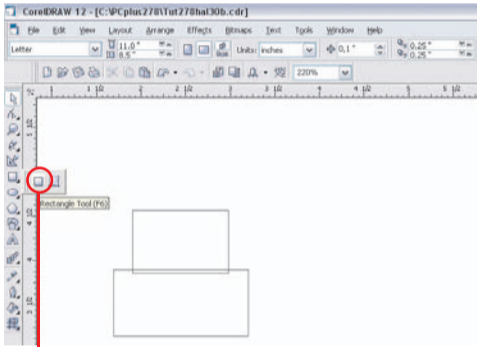 CorelDRAW 12 - [C:\PCplus278\Tut278hal30b.cdr]
File Edit View Layout Arrange Effects Bitmaps Text Tools Window Help
Letter 11.0" 8.5" Units: inches 0,1" 0.25" 0.25"
220%
1 1 1/2 2 2 1/2 3 3 1/2 4 4 1/2 5 5 1/2
Rectangle Tool (F6)